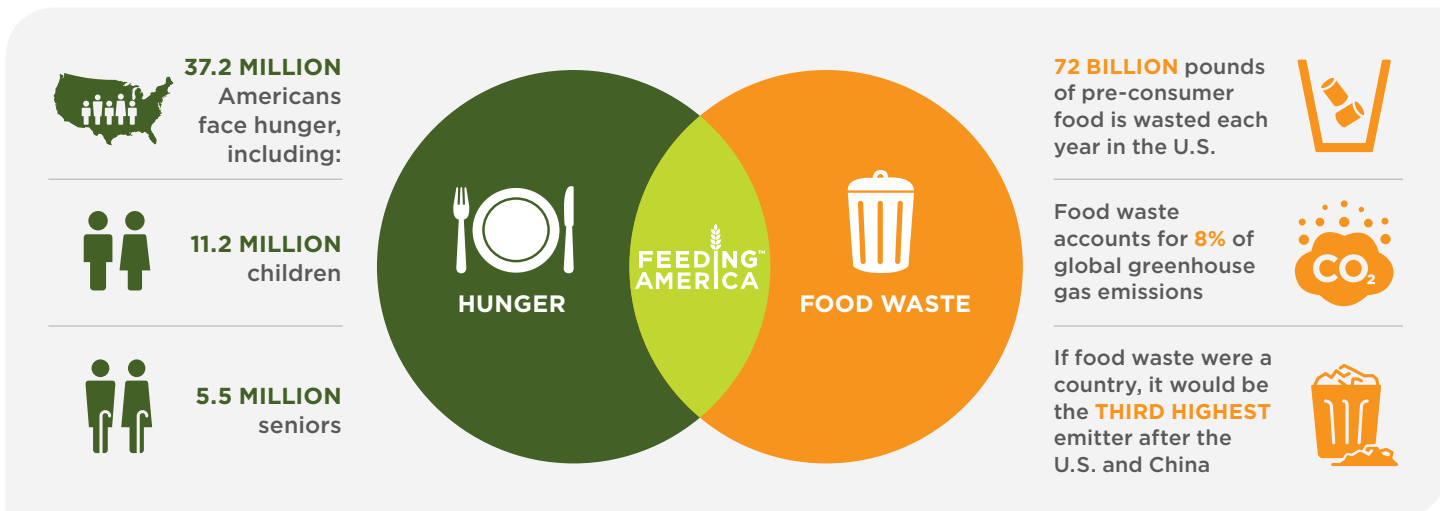 37.2 MILLION
Americans
face hunger,
including:
11.2 MILLION
children
5.5 MILLION
seniors
HUNGER
FEEDING™
AMERICA
FOOD WASTE
72 BILLION pounds
of pre-consumer
food is wasted each
year in the U.S.
Food waste
accounts for 8% of
global greenhouse
gas emissions
CO₂
If food waste were a
country, it would be
the THIRD HIGHEST
emitter after the
U.S. and China